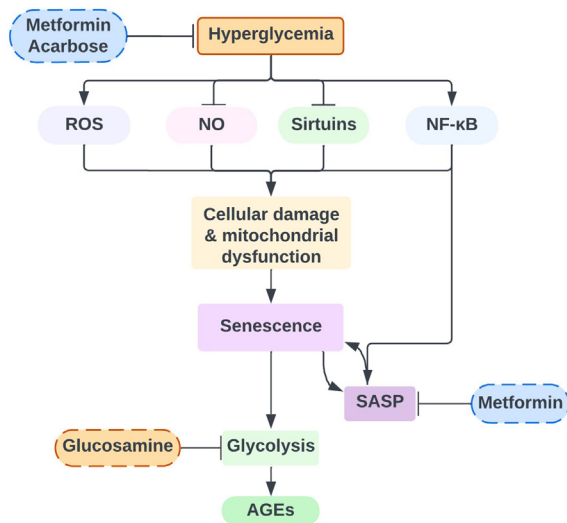 Metformin
Acarbose
Hyperglycemia
ROS
NO
Sirtuins
NF-κB
Cellular damage
& mitochondrial
dysfunction
Senescence
SASP
Metformin
Glucosamine
Glycolysis
AGEs